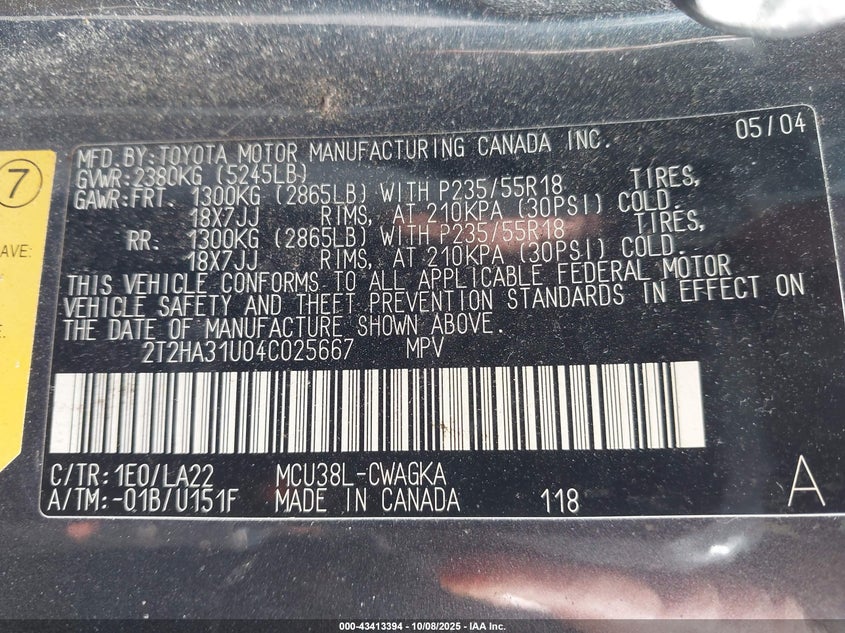 05/04
MFD.BY:TOYOTA MOTOR MANUFACTURING CANADA INC.
GVWR:2380KG (5245LB)
GAWR:FRT. 1300KG (2865LB) WITH P235/55R18 TIRES,
18X7JJ RIMS, AT 210KPA (30PSI) COLD.
RR. 1300KG (2865LB) WITH P235/55R18 TIRES,
18X7JJ RIMS, AT 210KPA (30PSI) COLD.
THIS VEHICLE CONFORMS TO ALL APPLICABLE FEDERAL MOTOR
VEHICLE SAFETY AND THEFT PREVENTION STANDARDS IN EFFECT ON
THE DATE OF MANUFACTURE SHOWN ABOVE.
2T2HA31U04C025667 MPV
C/TR:1E0/LA22 MCU38L-CWAGKA
A/TM:-01B/U151F MADE IN CANADA 118 A
7
AVE:
E.
000-43413394 - 10/08/2025 - IAA Inc.